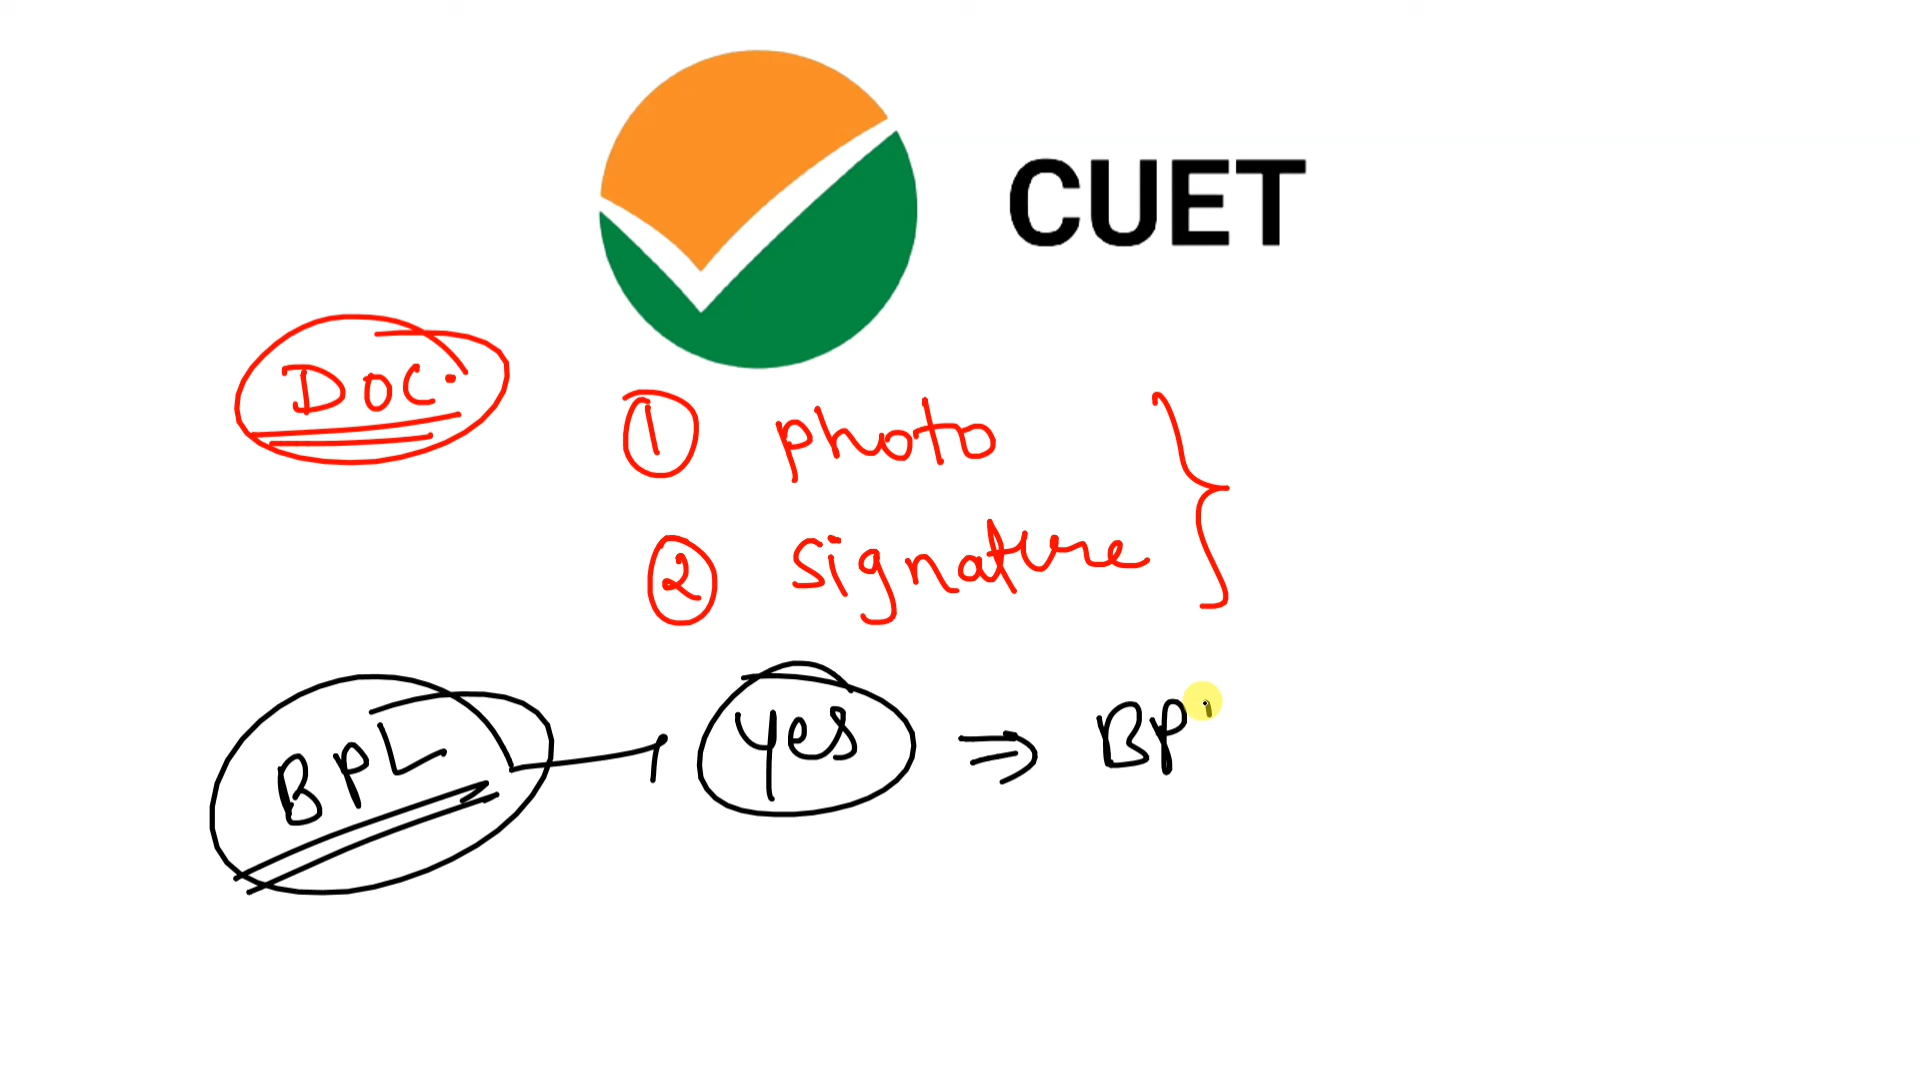 CUET
DOC.
① photo
② signature
BPL yes ⇒ BP